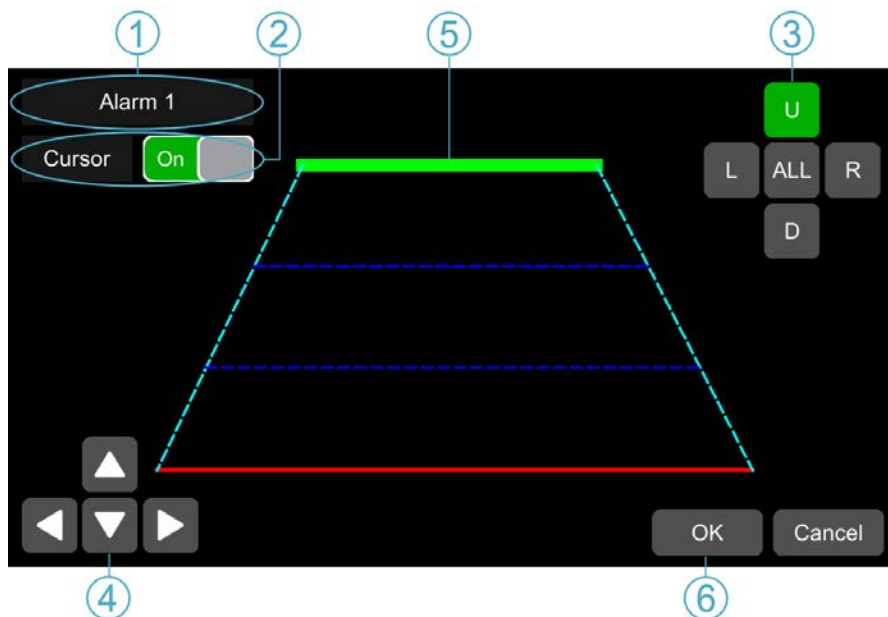 1 2 5 3
Alarm 1
U
Cursor On
L ALL R
D
OK Cancel
4 6